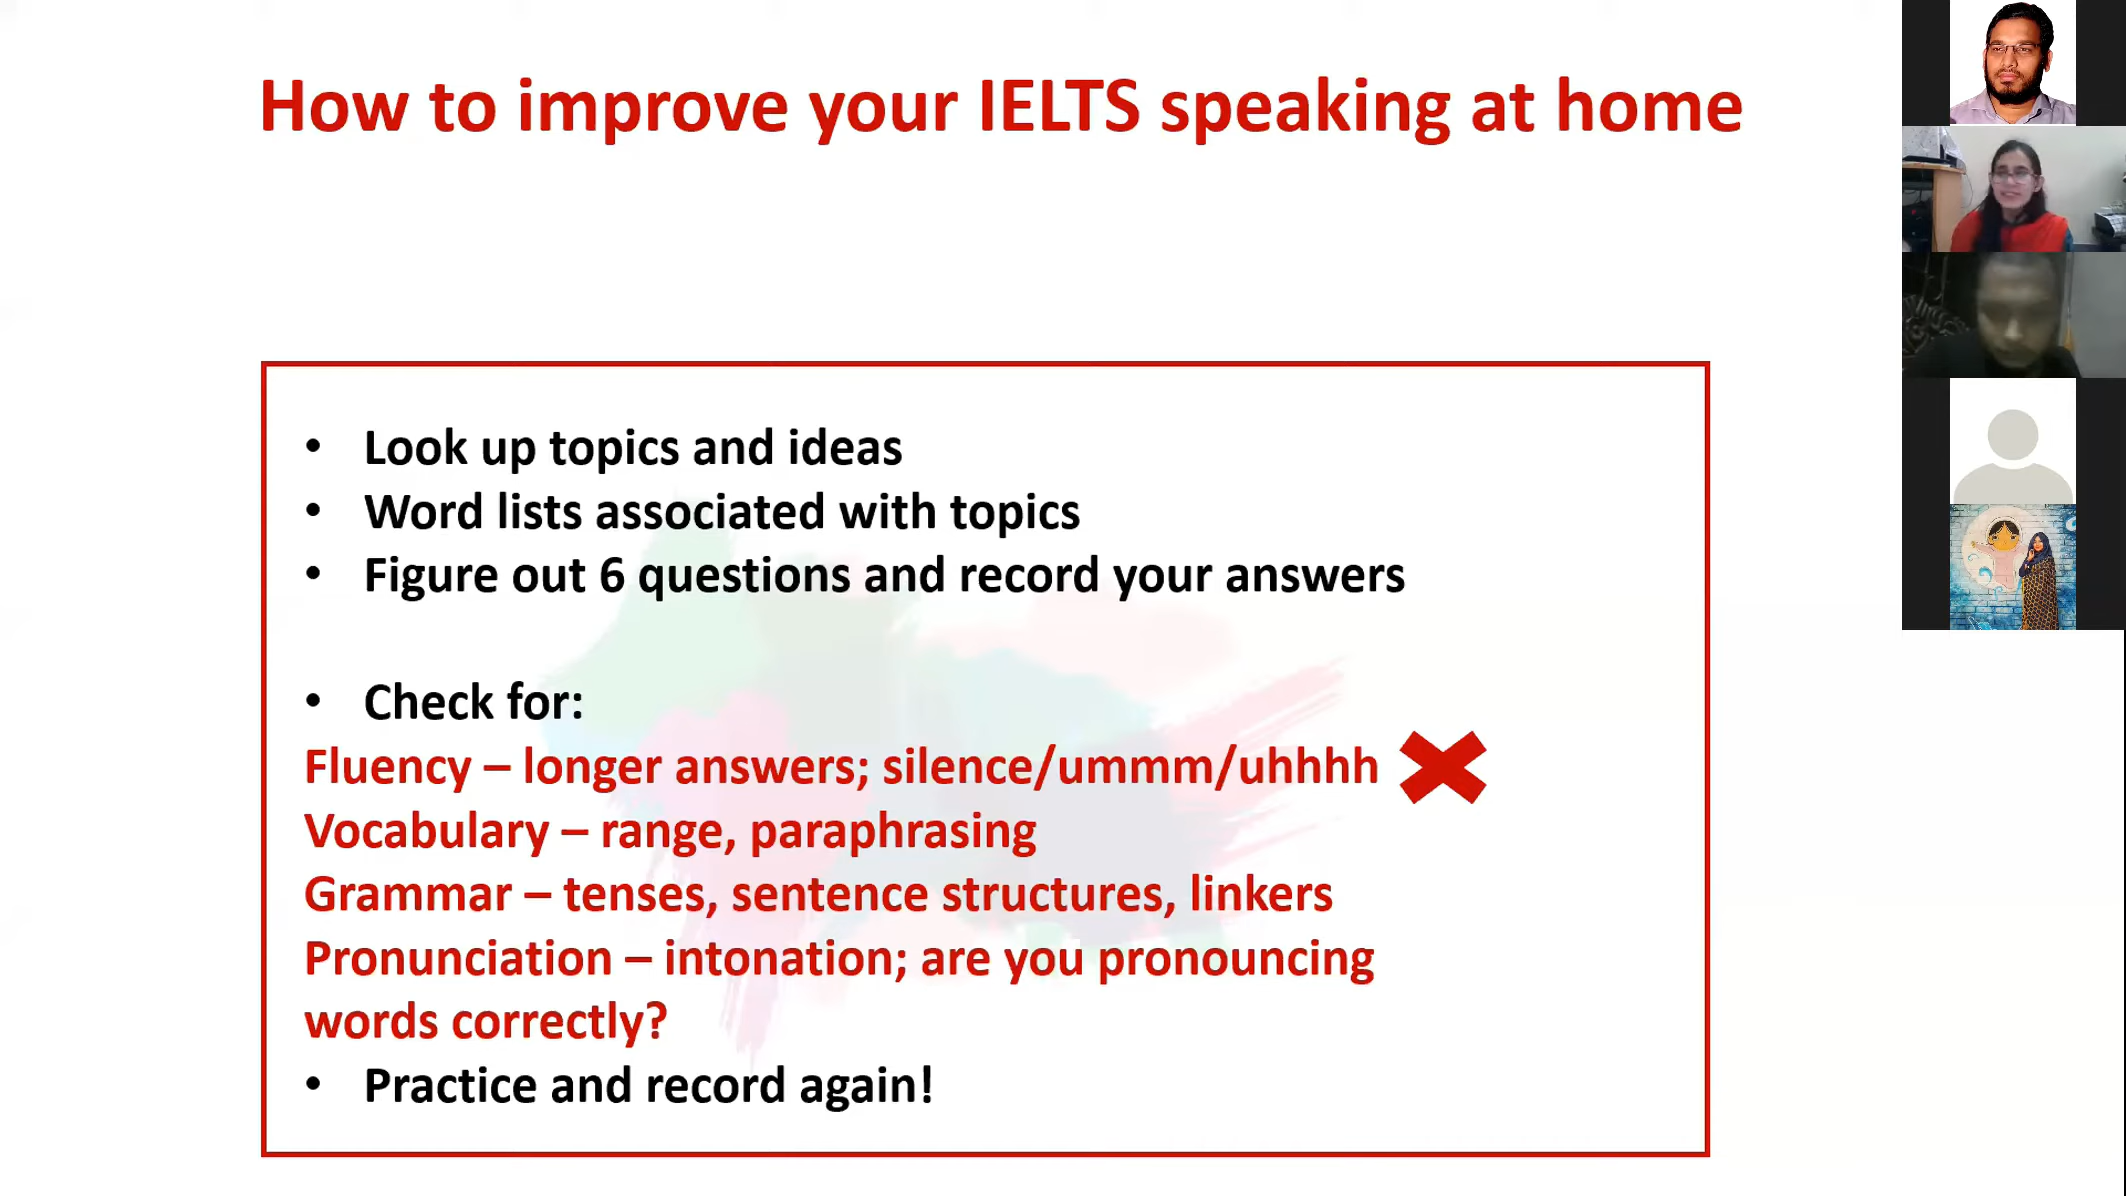 How to improve your IELTS speaking at home
• Look up topics and ideas
• Word lists associated with topics
• Figure out 6 questions and record your answers
• Check for:
Fluency – longer answers; silence/ummm/uhhhh
Vocabulary – range, paraphrasing
Grammar – tenses, sentence structures, linkers
Pronunciation – intonation; are you pronouncing
words correctly?
• Practice and record again!